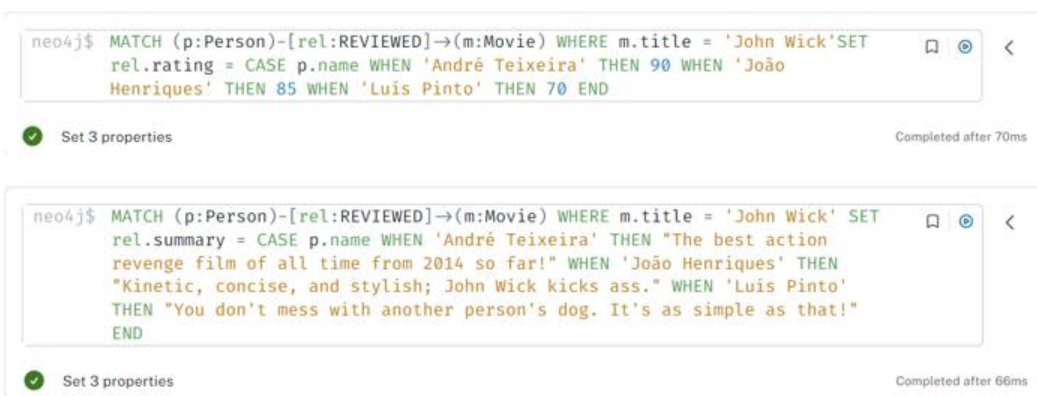 neo4j$ MATCH (p:Person)-[rel:REVIEWED]→(m:Movie) WHERE m.title = 'John Wick'SET
rel.rating = CASE p.name WHEN 'André Teixeira' THEN 90 WHEN 'João
Henriques' THEN 85 WHEN 'Luís Pinto' THEN 70 END
Set 3 properties Completed after 70ms
neo4j$ MATCH (p:Person)-[rel:REVIEWED]→(m:Movie) WHERE m.title = 'John Wick' SET
rel.summary = CASE p.name WHEN 'André Teixeira' THEN "The best action
revenge film of all time from 2014 so far!" WHEN 'João Henriques' THEN
"Kinetic, concise, and stylish; John Wick kicks ass." WHEN 'Luís Pinto'
THEN "You don't mess with another person's dog. It's as simple as that!"
END
Set 3 properties Completed after 66ms